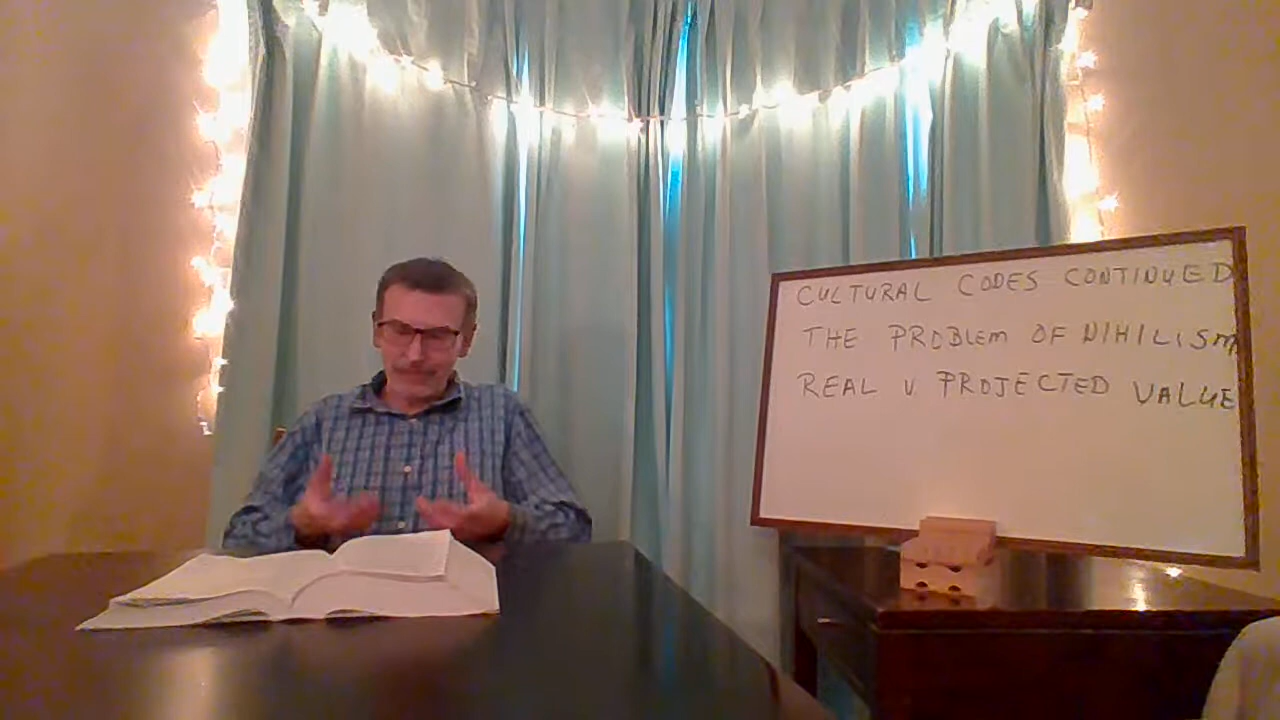 CULTURAL CODES CONTINUED
THE PROBLEM OF NIHILISM
REAL V. PROJECTED VALUE